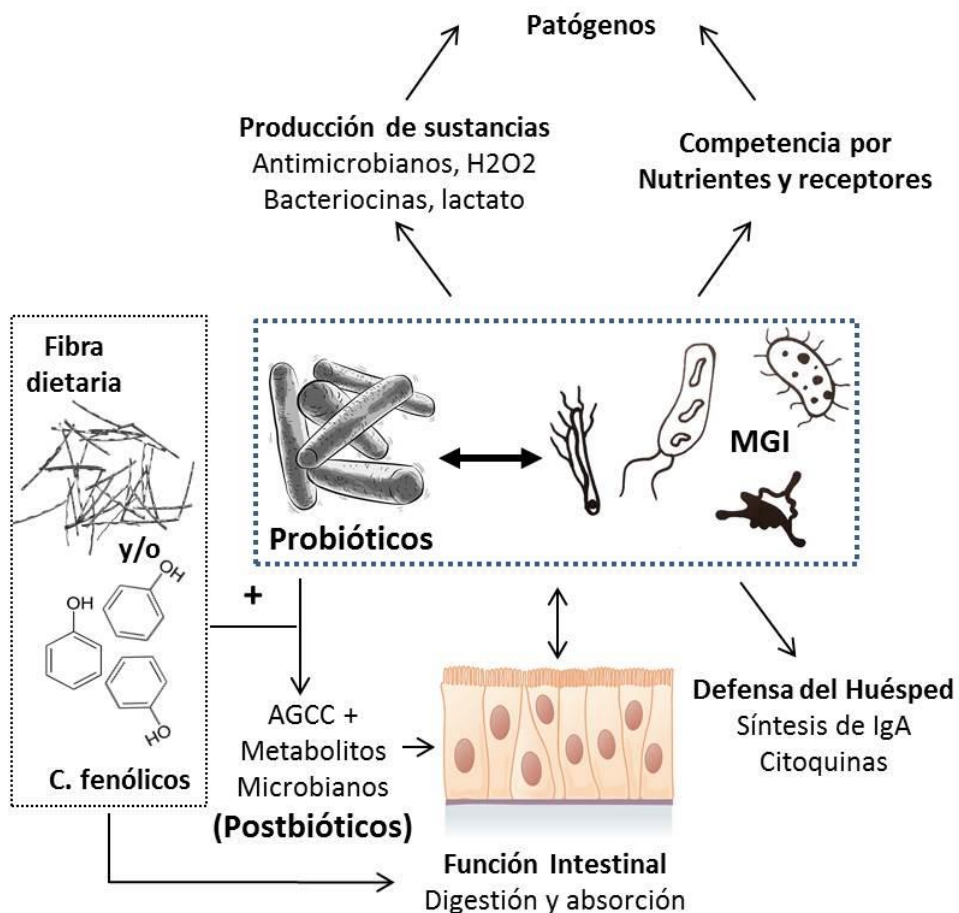 Patógenos
Producción de sustancias
Antimicrobianos, H2O2
Bacteriocinas, lactato
Competencia por
Nutrientes y receptores
Fibra
dietaria
y/o
OH
OH
HO
C. fenólicos
Probióticos
MGI
+
AGCC +
Metabolitos
Microbianos
(Postbióticos)
Defensa del Huésped
Síntesis de IgA
Citoquinas
Función Intestinal
Digestión y absorción